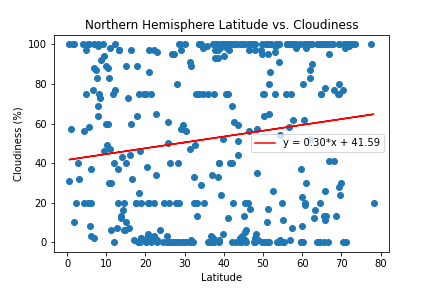 Northern Hemisphere Latitude vs. Cloudiness
100
80
60
40
20
0
Cloudiness (%)
y = 0.30*x + 41.59
0 10 20 30 40 50 60 70 80
Latitude